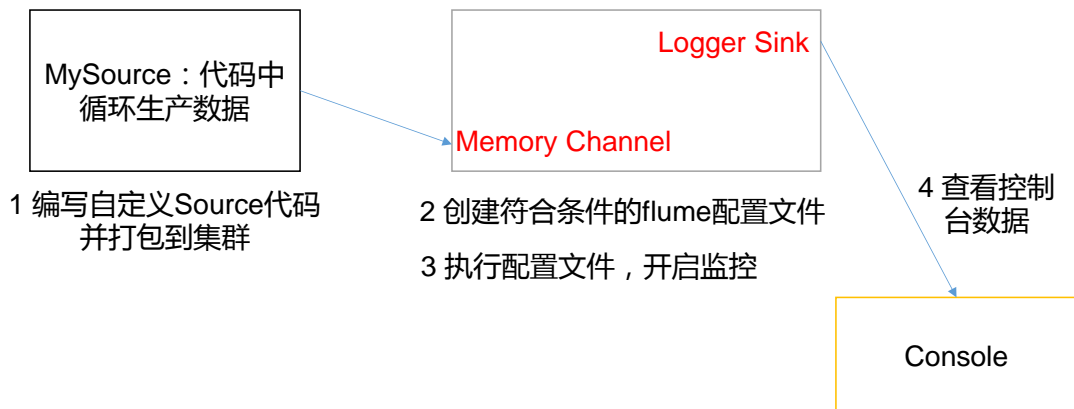 MySource：代码中
循环生产数据
Logger Sink
Memory Channel
1 编写自定义Source代码
并打包到集群
2 创建符合条件的flume配置文件
3 执行配置文件，开启监控
4 查看控制
台数据
Console